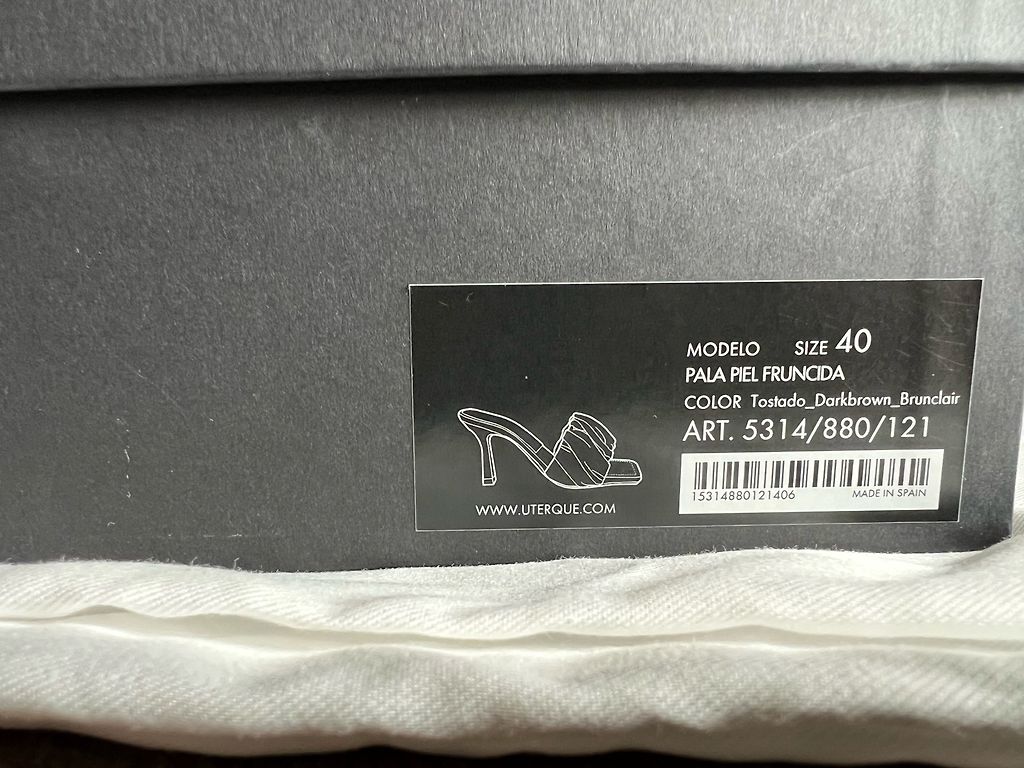 MODELO SIZE 40
PALA PIEL FRUNCIDA
COLOR Tostado_Darkbrown_Brunclair
ART. 5314/880/121
15314880121406 MADE IN SPAIN
WWW.UTERQUE.COM